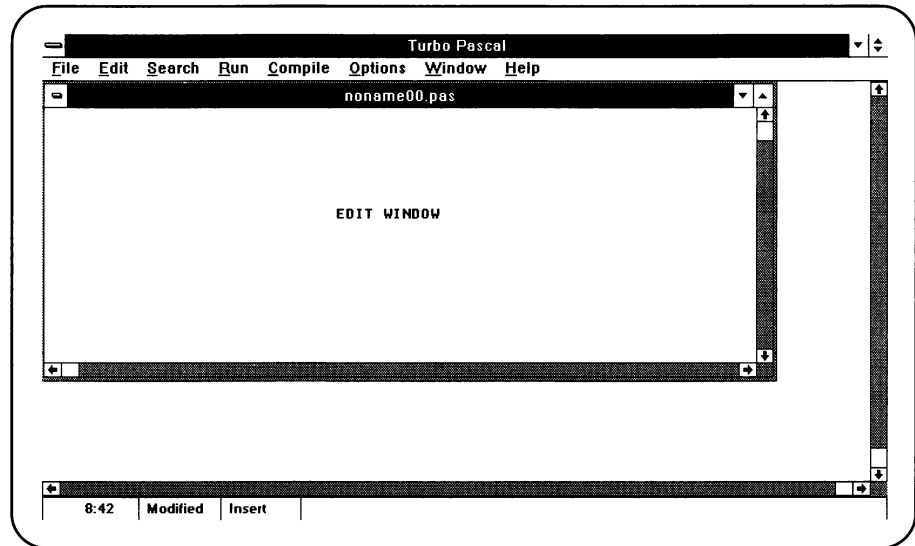 Turbo Pascal
File Edit Search Run Compile Options Window Help
noname00.pas
EDIT WINDOW
8:42 Modified Insert